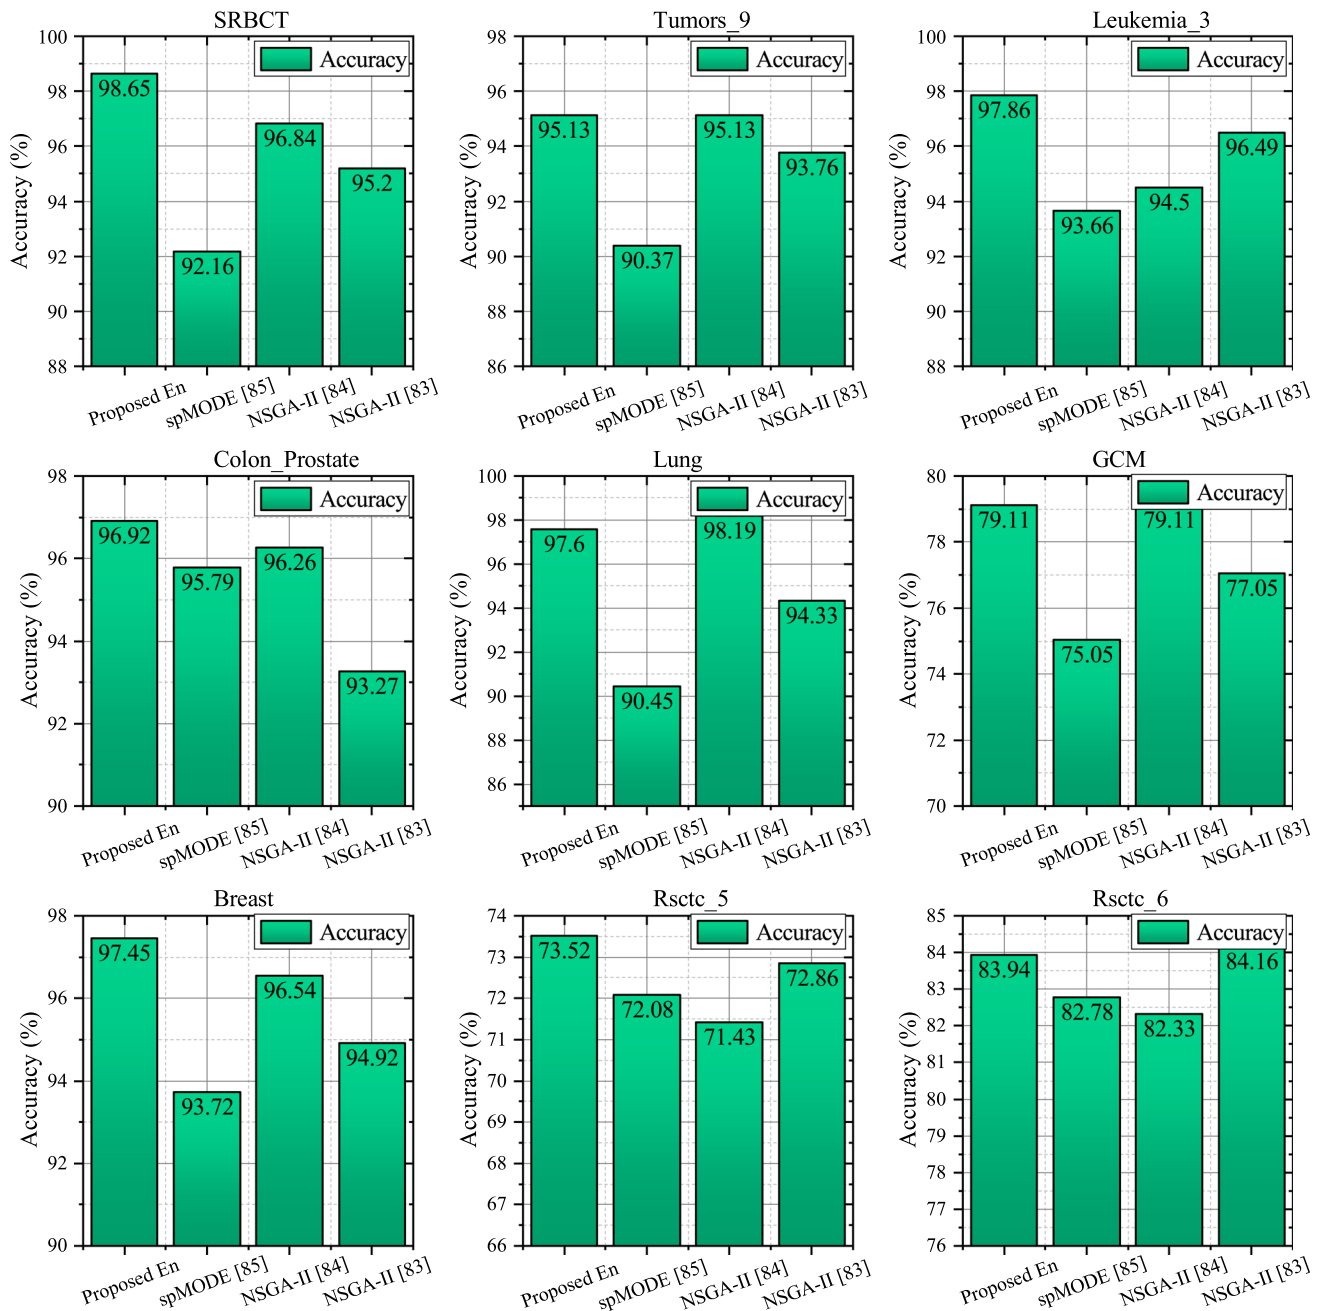 SRBCT
Accuracy
Accuracy (%)
100
98
96
94
92
90
88
98.65
92.16
96.84
95.2
Proposed En
spMODE [85]
NSGA-II [84]
NSGA-II [83]
Tumors_9
Accuracy
Accuracy (%)
98
96
94
92
90
88
86
95.13
90.37
95.13
93.76
Proposed En
spMODE [85]
NSGA-II [84]
NSGA-II [83]
Leukemia_3
Accuracy
Accuracy (%)
100
98
96
94
92
90
88
97.86
93.66
94.5
96.49
Proposed En
spMODE [85]
NSGA-II [84]
NSGA-II [83]
Colon_Prostate
Accuracy
Accuracy (%)
98
96
94
92
90
96.92
95.79
96.26
93.27
Proposed En
spMODE [85]
NSGA-II [84]
NSGA-II [83]
Lung
Accuracy
Accuracy (%)
100
98
96
94
92
90
88
86
97.6
90.45
98.19
94.33
Proposed En
spMODE [85]
NSGA-II [84]
NSGA-II [83]
GCM
Accuracy
Accuracy (%)
80
78
76
74
72
70
79.11
75.05
79.11
77.05
Proposed En
spMODE [85]
NSGA-II [84]
NSGA-II [83]
Breast
Accuracy
Accuracy (%)
98
96
94
92
90
97.45
93.72
96.54
94.92
Proposed En
spMODE [85]
NSGA-II [84]
NSGA-II [83]
Rsctc_5
Accuracy
Accuracy (%)
74
73
72
71
70
69
68
67
66
73.52
72.08
71.43
72.86
Proposed En
spMODE [85]
NSGA-II [84]
NSGA-II [83]
Rsctc_6
Accuracy
Accuracy (%)
85
84
83
82
81
80
79
78
77
76
83.94
82.78
82.33
84.16
Proposed En
spMODE [85]
NSGA-II [84]
NSGA-II [83]